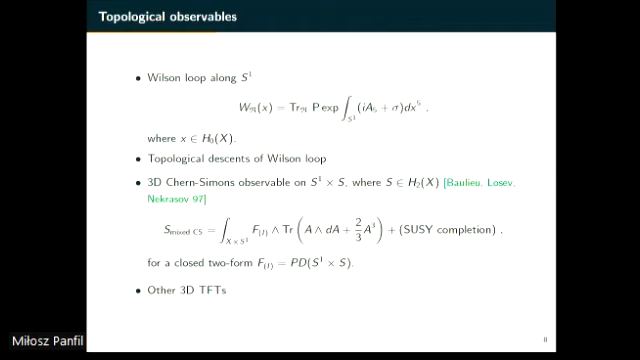 Topological observables
• Wilson loop along S¹
W_ℜ(x) = Tr_ℜ P exp ∫_{S¹} (iA₅ + σ)dx⁵ ,
where x ∈ H₀(X).
• Topological descents of Wilson loop
• 3D Chern-Simons observable on S¹ × S, where S ∈ H₂(X) [Baulieu, Losev,
Nekrasov 97]
S_{mixed CS} = ∫_{X×S¹} F_{(I)} ∧ Tr ( A ∧ dA + 2/3 A³ ) + (SUSY completion) ,
for a closed two-form F_{(I)} = PD(S¹ × S).
• Other 3D TFTs
Miłosz Panfil